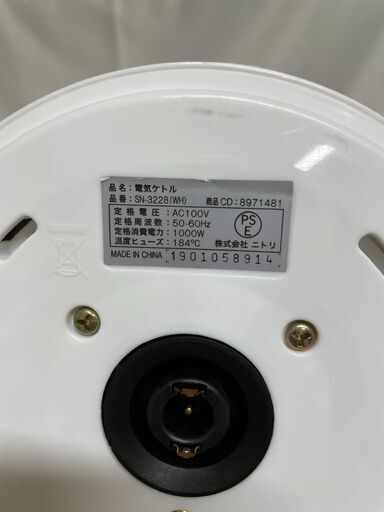 品名：電気ケトル
品番：SN-3228(WH) 商品CD：8971481
定格電圧：AC100V
定格周波数：50-60Hz
定格消費電力：1000W
温度ヒューズ：184℃
PS
E
株式会社 ニトリ
MADE IN CHINA 1901058914